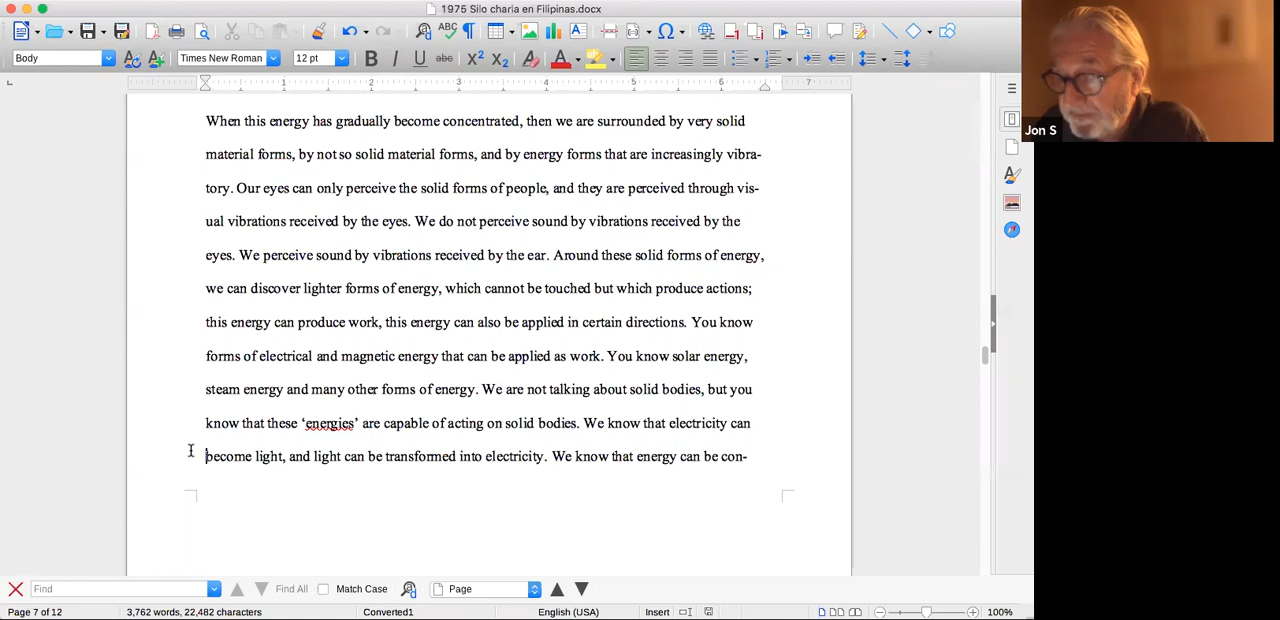 1975 Silo charia en Filipinas.docx
Body
Times New Roman
12 pt
1 2 3 4 5 6 7
Jon S
When this energy has gradually become concentrated, then we are surrounded by very solid
material forms, by not so solid material forms, and by energy forms that are increasingly vibra-
tory. Our eyes can only perceive the solid forms of people, and they are perceived through vis-
ual vibrations received by the eyes. We do not perceive sound by vibrations received by the
eyes. We perceive sound by vibrations received by the ear. Around these solid forms of energy,
we can discover lighter forms of energy, which cannot be touched but which produce actions;
this energy can produce work, this energy can also be applied in certain directions. You know
forms of electrical and magnetic energy that can be applied as work. You know solar energy,
steam energy and many other forms of energy. We are not talking about solid bodies, but you
know that these ‘energies’ are capable of acting on solid bodies. We know that electricity can
become light, and light can be transformed into electricity. We know that energy can be con-
Find
Find All
Match Case
Page
Page 7 of 12
3,762 words, 22,482 characters
Converted1
English (USA)
Insert
100%